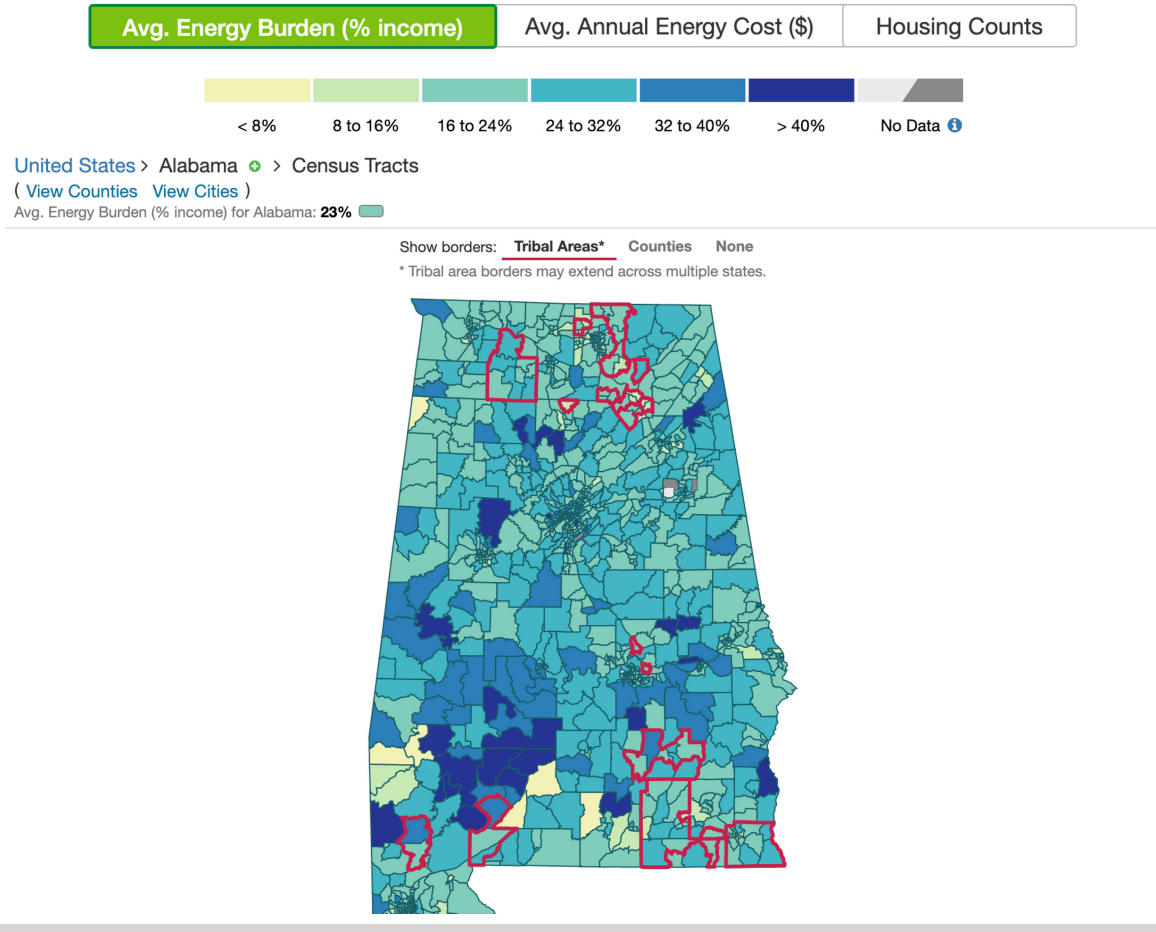 Avg. Energy Burden (% income) Avg. Annual Energy Cost ($) Housing Counts
< 8% 8 to 16% 16 to 24% 24 to 32% 32 to 40% > 40% No Data i
United States > Alabama + > Census Tracts
( View Counties View Cities )
Avg. Energy Burden (% income) for Alabama: 23%
Show borders: Tribal Areas* Counties None
* Tribal area borders may extend across multiple states.